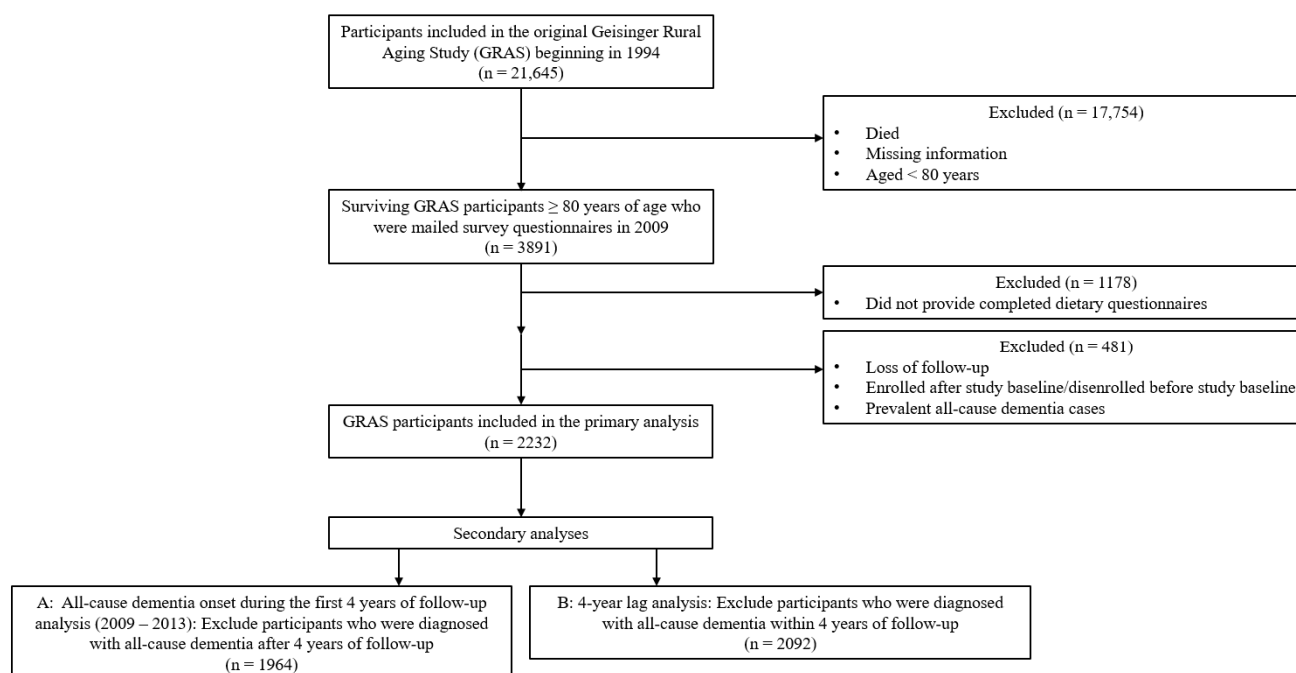 Participants included in the original Geisinger Rural
Aging Study (GRAS) beginning in 1994
(n = 21,645)
Excluded (n = 17,754)
• Died
• Missing information
• Aged < 80 years
Surviving GRAS participants ≥ 80 years of age who
were mailed survey questionnaires in 2009
(n = 3891)
Excluded (n = 1178)
• Did not provide completed dietary questionnaires
Excluded (n = 481)
• Loss of follow-up
• Enrolled after study baseline/disenrolled before study baseline
• Prevalent all-cause dementia cases
GRAS participants included in the primary analysis
(n = 2232)
Secondary analyses
A: All-cause dementia onset during the first 4 years of follow-up
analysis (2009 – 2013): Exclude participants who were diagnosed
with all-cause dementia after 4 years of follow-up
(n = 1964)
B: 4-year lag analysis: Exclude participants who were diagnosed
with all-cause dementia within 4 years of follow-up
(n = 2092)